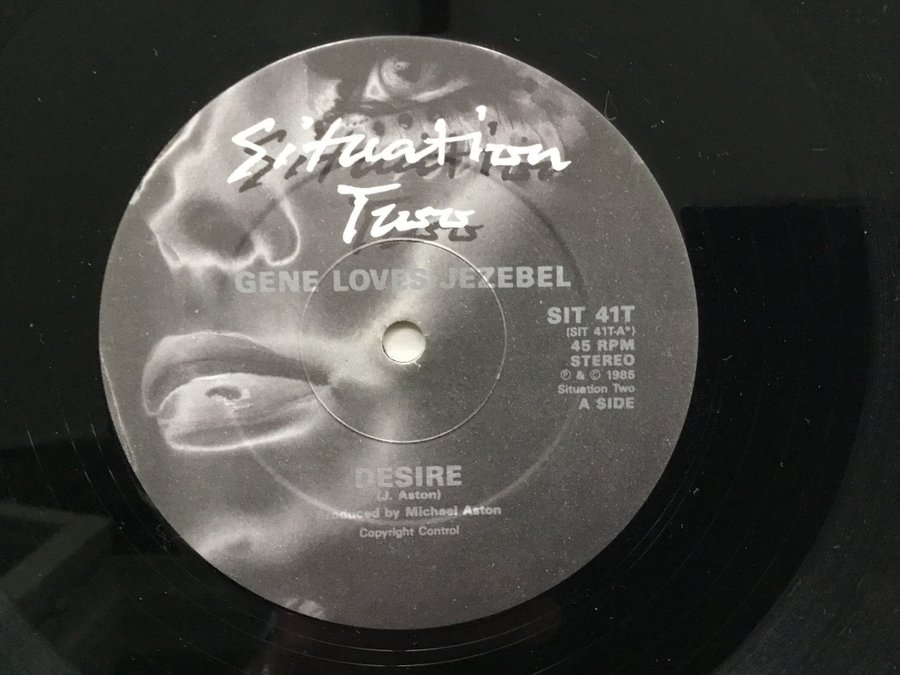 Situation
Two
GENE LOVES JEZEBEL
SIT 41T
(SIT 41T-A°)
45 RPM
STEREO
℗ & © 1985
Situation Two
A SIDE
DESIRE
(J. Aston)
Produced by Michael Aston
Copyright Control